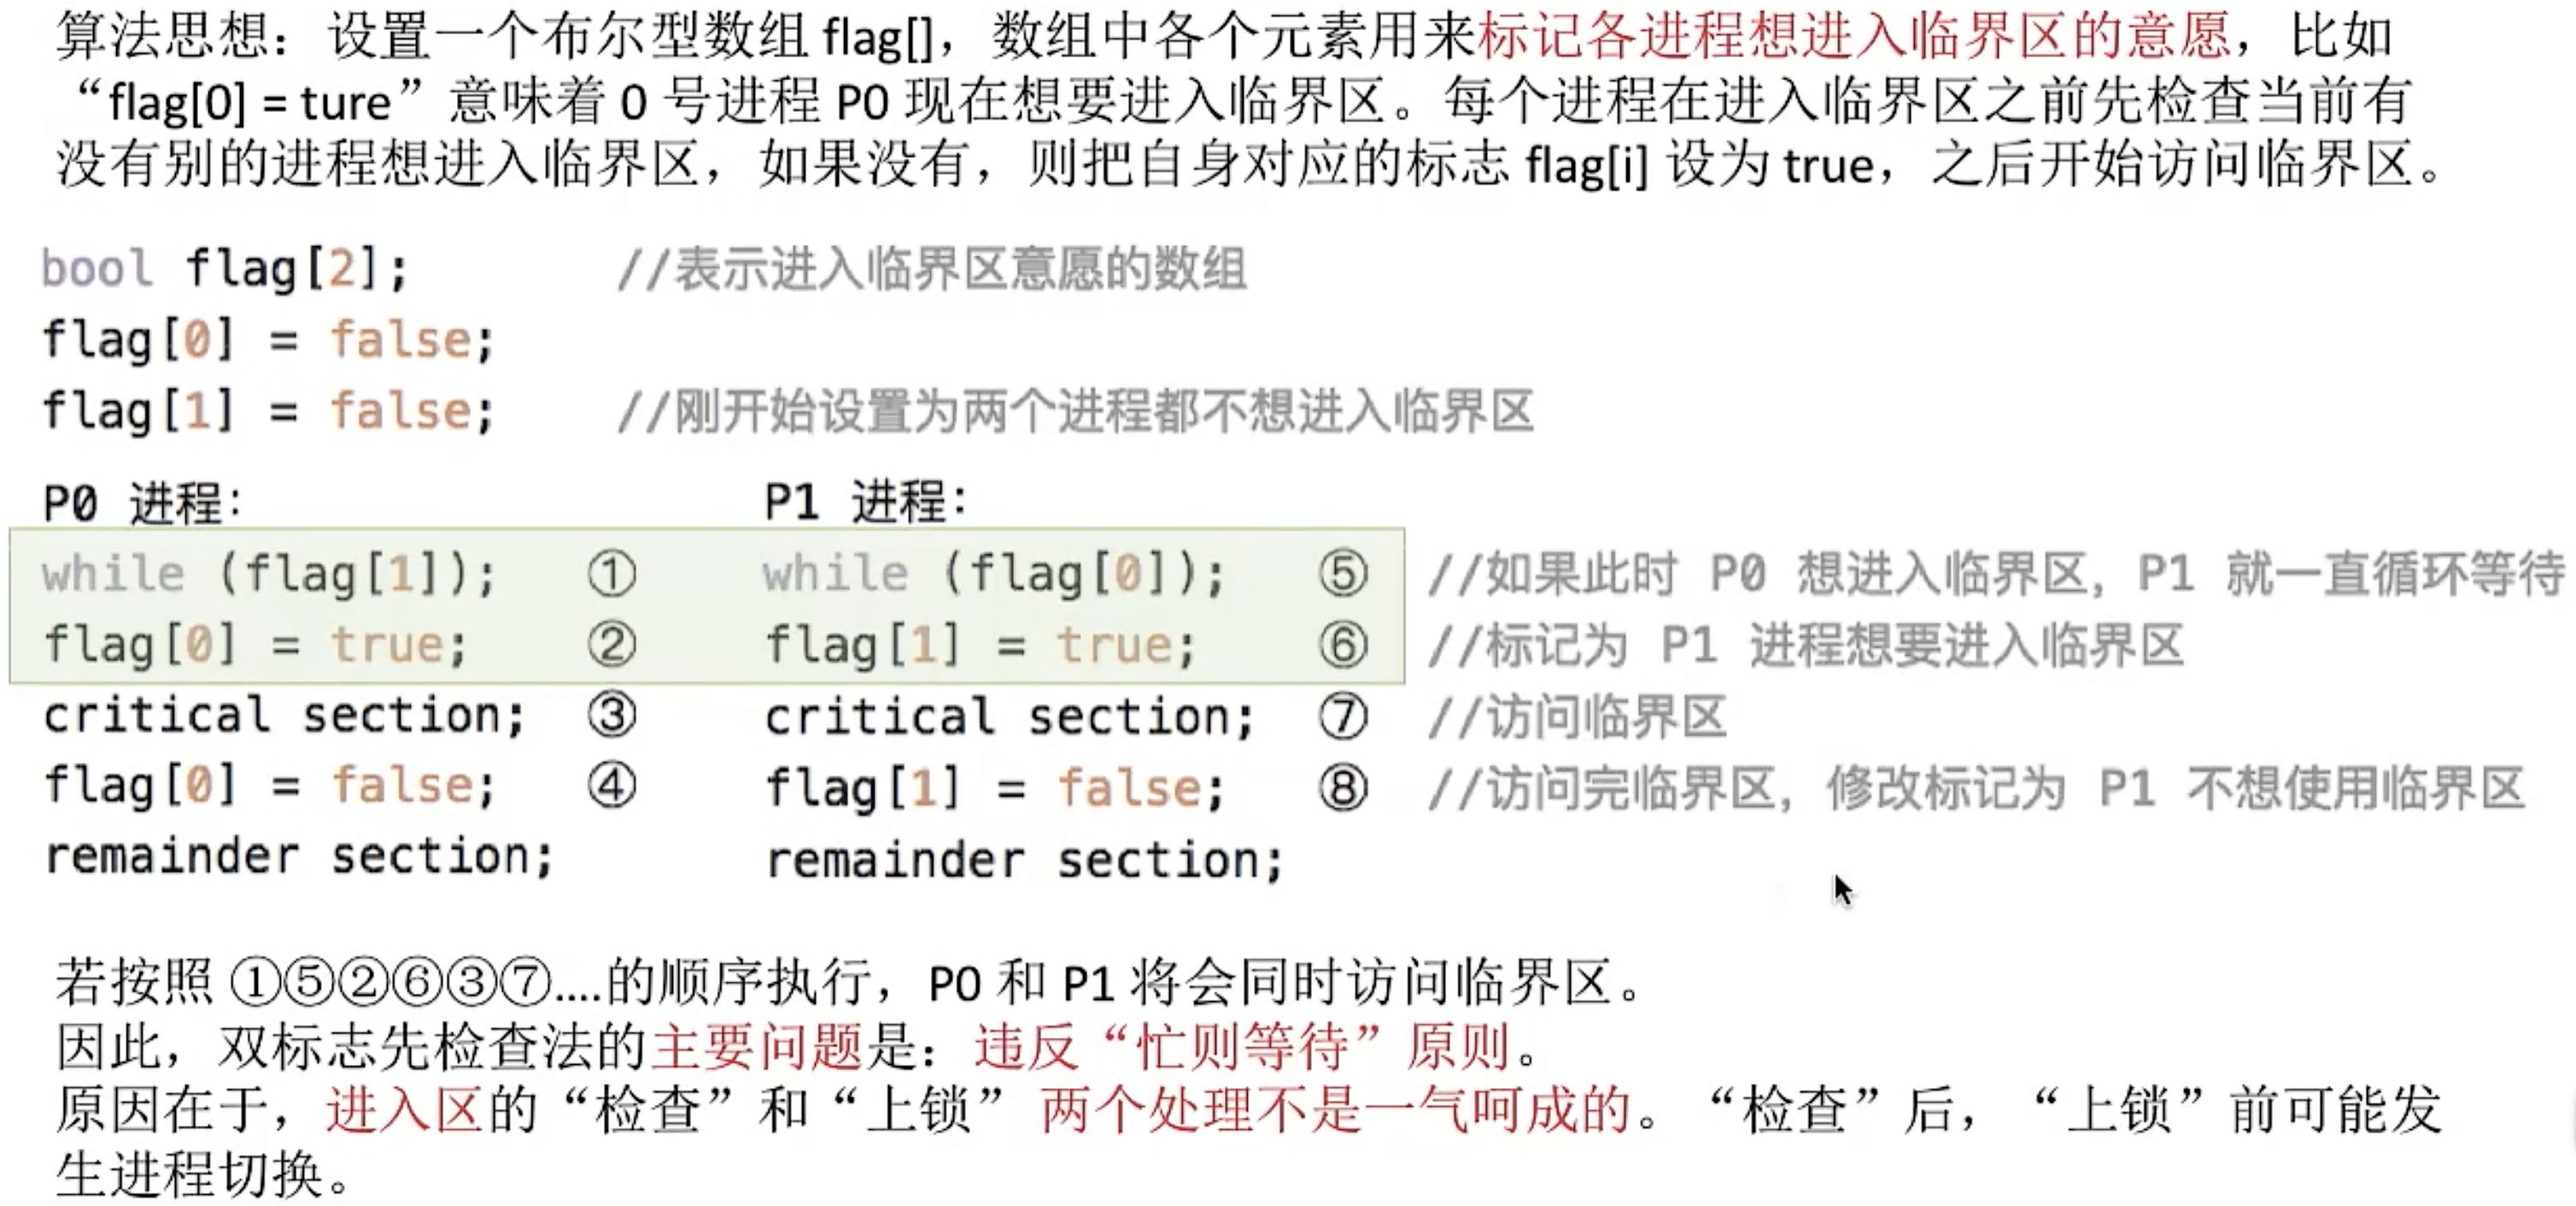 算法思想：设置一个布尔型数组 flag[]，数组中各个元素用来标记各进程想进入临界区的意愿，比如
“flag[0] = ture”意味着 0 号进程 P0 现在想要进入临界区。每个进程在进入临界区之前先检查当前有
没有别的进程想进入临界区，如果没有，则把自身对应的标志 flag[i] 设为 true，之后开始访问临界区。
bool flag[2]; //表示进入临界区意愿的数组
flag[0] = false;
flag[1] = false; //刚开始设置为两个进程都不想进入临界区
P0 进程: P1 进程:
while (flag[1]); ① while (flag[0]); ⑤ //如果此时 P0 想进入临界区, P1 就一直循环等待
flag[0] = true; ② flag[1] = true; ⑥ //标记为 P1 进程想要进入临界区
critical section; ③ critical section; ⑦ //访问临界区
flag[0] = false; ④ flag[1] = false; ⑧ //访问完临界区, 修改标记为 P1 不想使用临界区
remainder section; remainder section;
若按照 ①⑤②⑥③⑦....的顺序执行，P0 和 P1 将会同时访问临界区。
因此，双标志先检查法的主要问题是：违反“忙则等待”原则。
原因在于，进入区的“检查”和“上锁” 两个处理不是一气呵成的。“检查”后，“上锁”前可能发
生进程切换。